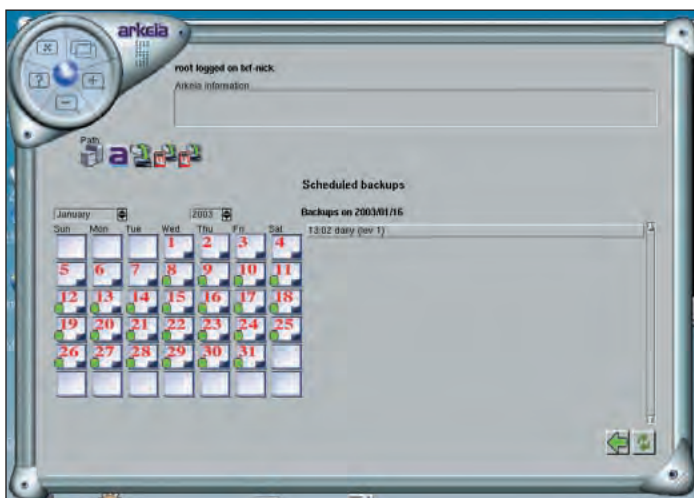 arkeia
root logged on lxf-nick
Arkeia information
Path
Scheduled backups
January 2003
Backups on 2003/01/16
Sun Mon Tue Wed Thu Fri Sat
13:02 daily (lev 1)
1 2 3 4
5 6 7 8 9 10 11
12 13 14 15 16 17 18
19 20 21 22 23 24 25
26 27 28 29 30 31